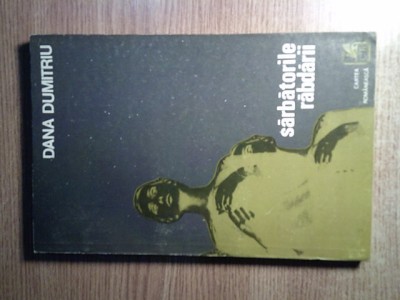 DANA DUMITRIU
sărbătorile
răbdării
CARTEA
ROMÂNEASCĂ